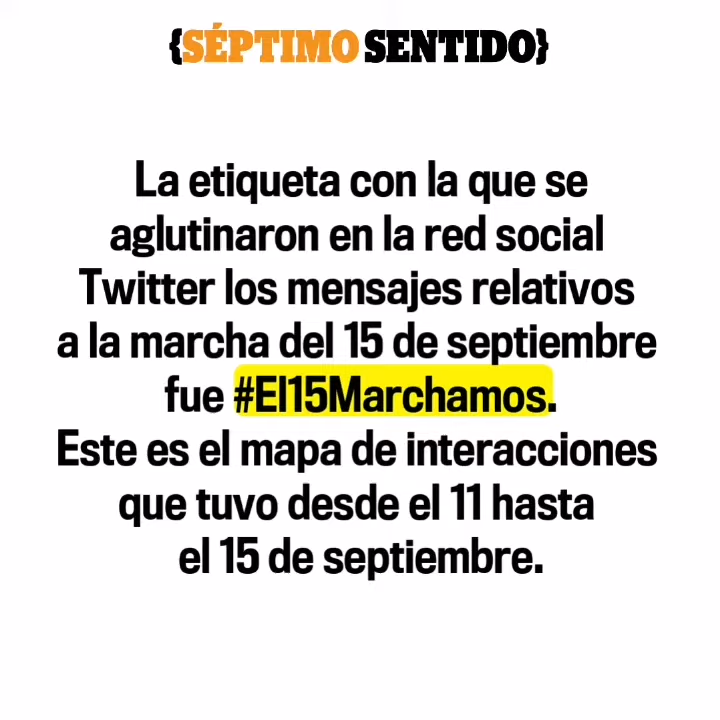 {SÉPTIMO SENTIDO}
La etiqueta con la que se
aglutinaron en la red social
Twitter los mensajes relativos
a la marcha del 15 de septiembre
fue #El15Marchamos.
Este es el mapa de interacciones
que tuvo desde el 11 hasta
el 15 de septiembre.